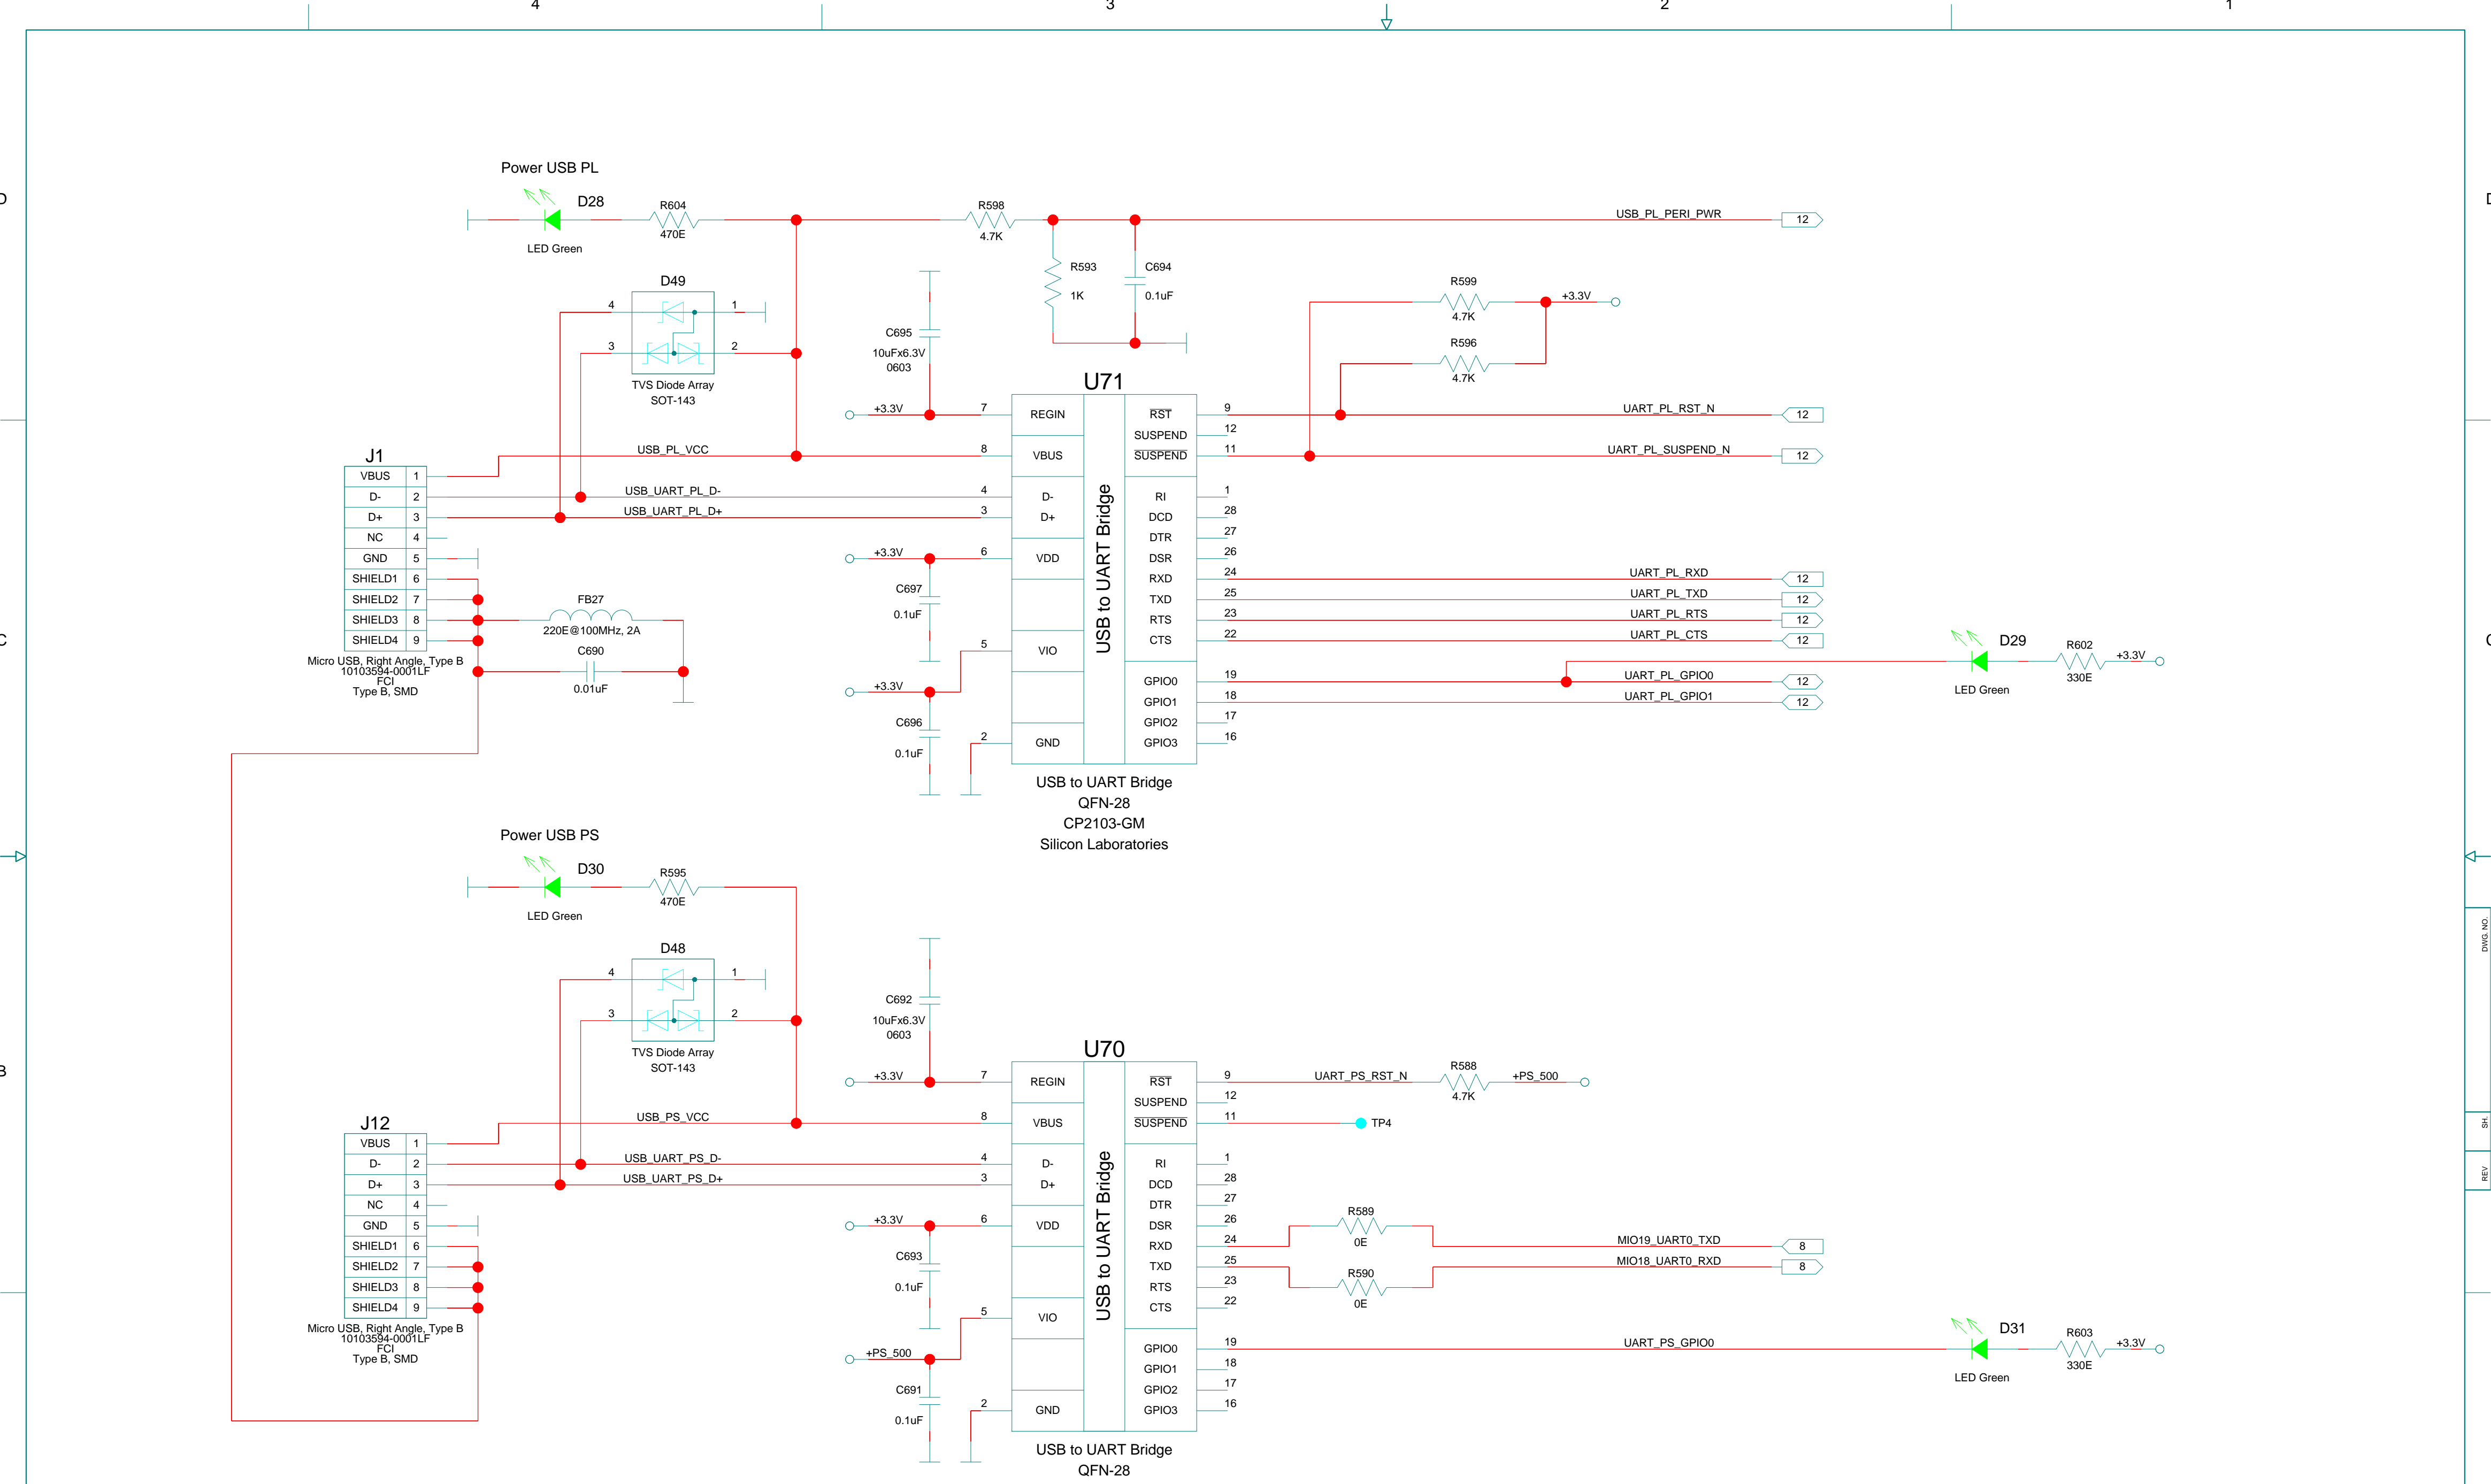 4 3 2 1
Power USB PL
D28
LED Green
R604
470E
R598
4.7K
USB_PL_PERI_PWR 12
D49
4 1
3 2
TVS Diode Array
SOT-143
R593
1K
C694
0.1uF
C695
10uFx6.3V
0603
R599
4.7K
+3.3V
R596
4.7K
U71
+3.3V 7 REGIN
USB_PL_VCC 8 VBUS
USB_UART_PL_D- 4 D-
USB_UART_PL_D+ 3 D+
+3.3V 6 VDD
C697
0.1uF
5 VIO
+3.3V
C696
0.1uF
2 GND
USB to UART Bridge
RST 9 UART_PL_RST_N 12
SUSPEND 12
SUSPEND 11 UART_PL_SUSPEND_N 12
RI 1
DCD 28
DTR 27
DSR 26
RXD 24 UART_PL_RXD 12
TXD 25 UART_PL_TXD 12
RTS 23 UART_PL_RTS 12
CTS 22 UART_PL_CTS 12
GPIO0 19 UART_PL_GPIO0 12
GPIO1 18 UART_PL_GPIO1 12
GPIO2 17
GPIO3 16
USB to UART Bridge
QFN-28
CP2103-GM
Silicon Laboratories
D29
LED Green
R602
330E
+3.3V
J1
VBUS 1
D- 2
D+ 3
NC 4
GND 5
SHIELD1 6
SHIELD2 7
SHIELD3 8
SHIELD4 9
Micro USB, Right Angle, Type B
10103594-0001LF
FCI
Type B, SMD
FB27
220E@100MHz, 2A
C690
0.01uF
Power USB PS
D30
LED Green
R595
470E
D48
4 1
3 2
TVS Diode Array
SOT-143
C692
10uFx6.3V
0603
U70
+3.3V 7 REGIN
USB_PS_VCC 8 VBUS
USB_UART_PS_D- 4 D-
USB_UART_PS_D+ 3 D+
+3.3V 6 VDD
C693
0.1uF
5 VIO
+PS_500
C691
0.1uF
2 GND
USB to UART Bridge
RST 9 UART_PS_RST_N
R588
4.7K
+PS_500
SUSPEND 12
SUSPEND 11 TP4
RI 1
DCD 28
DTR 27
DSR 26
RXD 24
TXD 25
RTS 23
CTS 22
R589
0E
R590
0E
MIO19_UART0_TXD 8
MIO18_UART0_RXD 8
GPIO0 19 UART_PS_GPIO0
GPIO1 18
GPIO2 17
GPIO3 16
USB to UART Bridge
QFN-28
D31
LED Green
R603
330E
+3.3V
J12
VBUS 1
D- 2
D+ 3
NC 4
GND 5
SHIELD1 6
SHIELD2 7
SHIELD3 8
SHIELD4 9
Micro USB, Right Angle, Type B
10103594-0001LF
FCI
Type B, SMD
DWG. NO.
SH.
REV